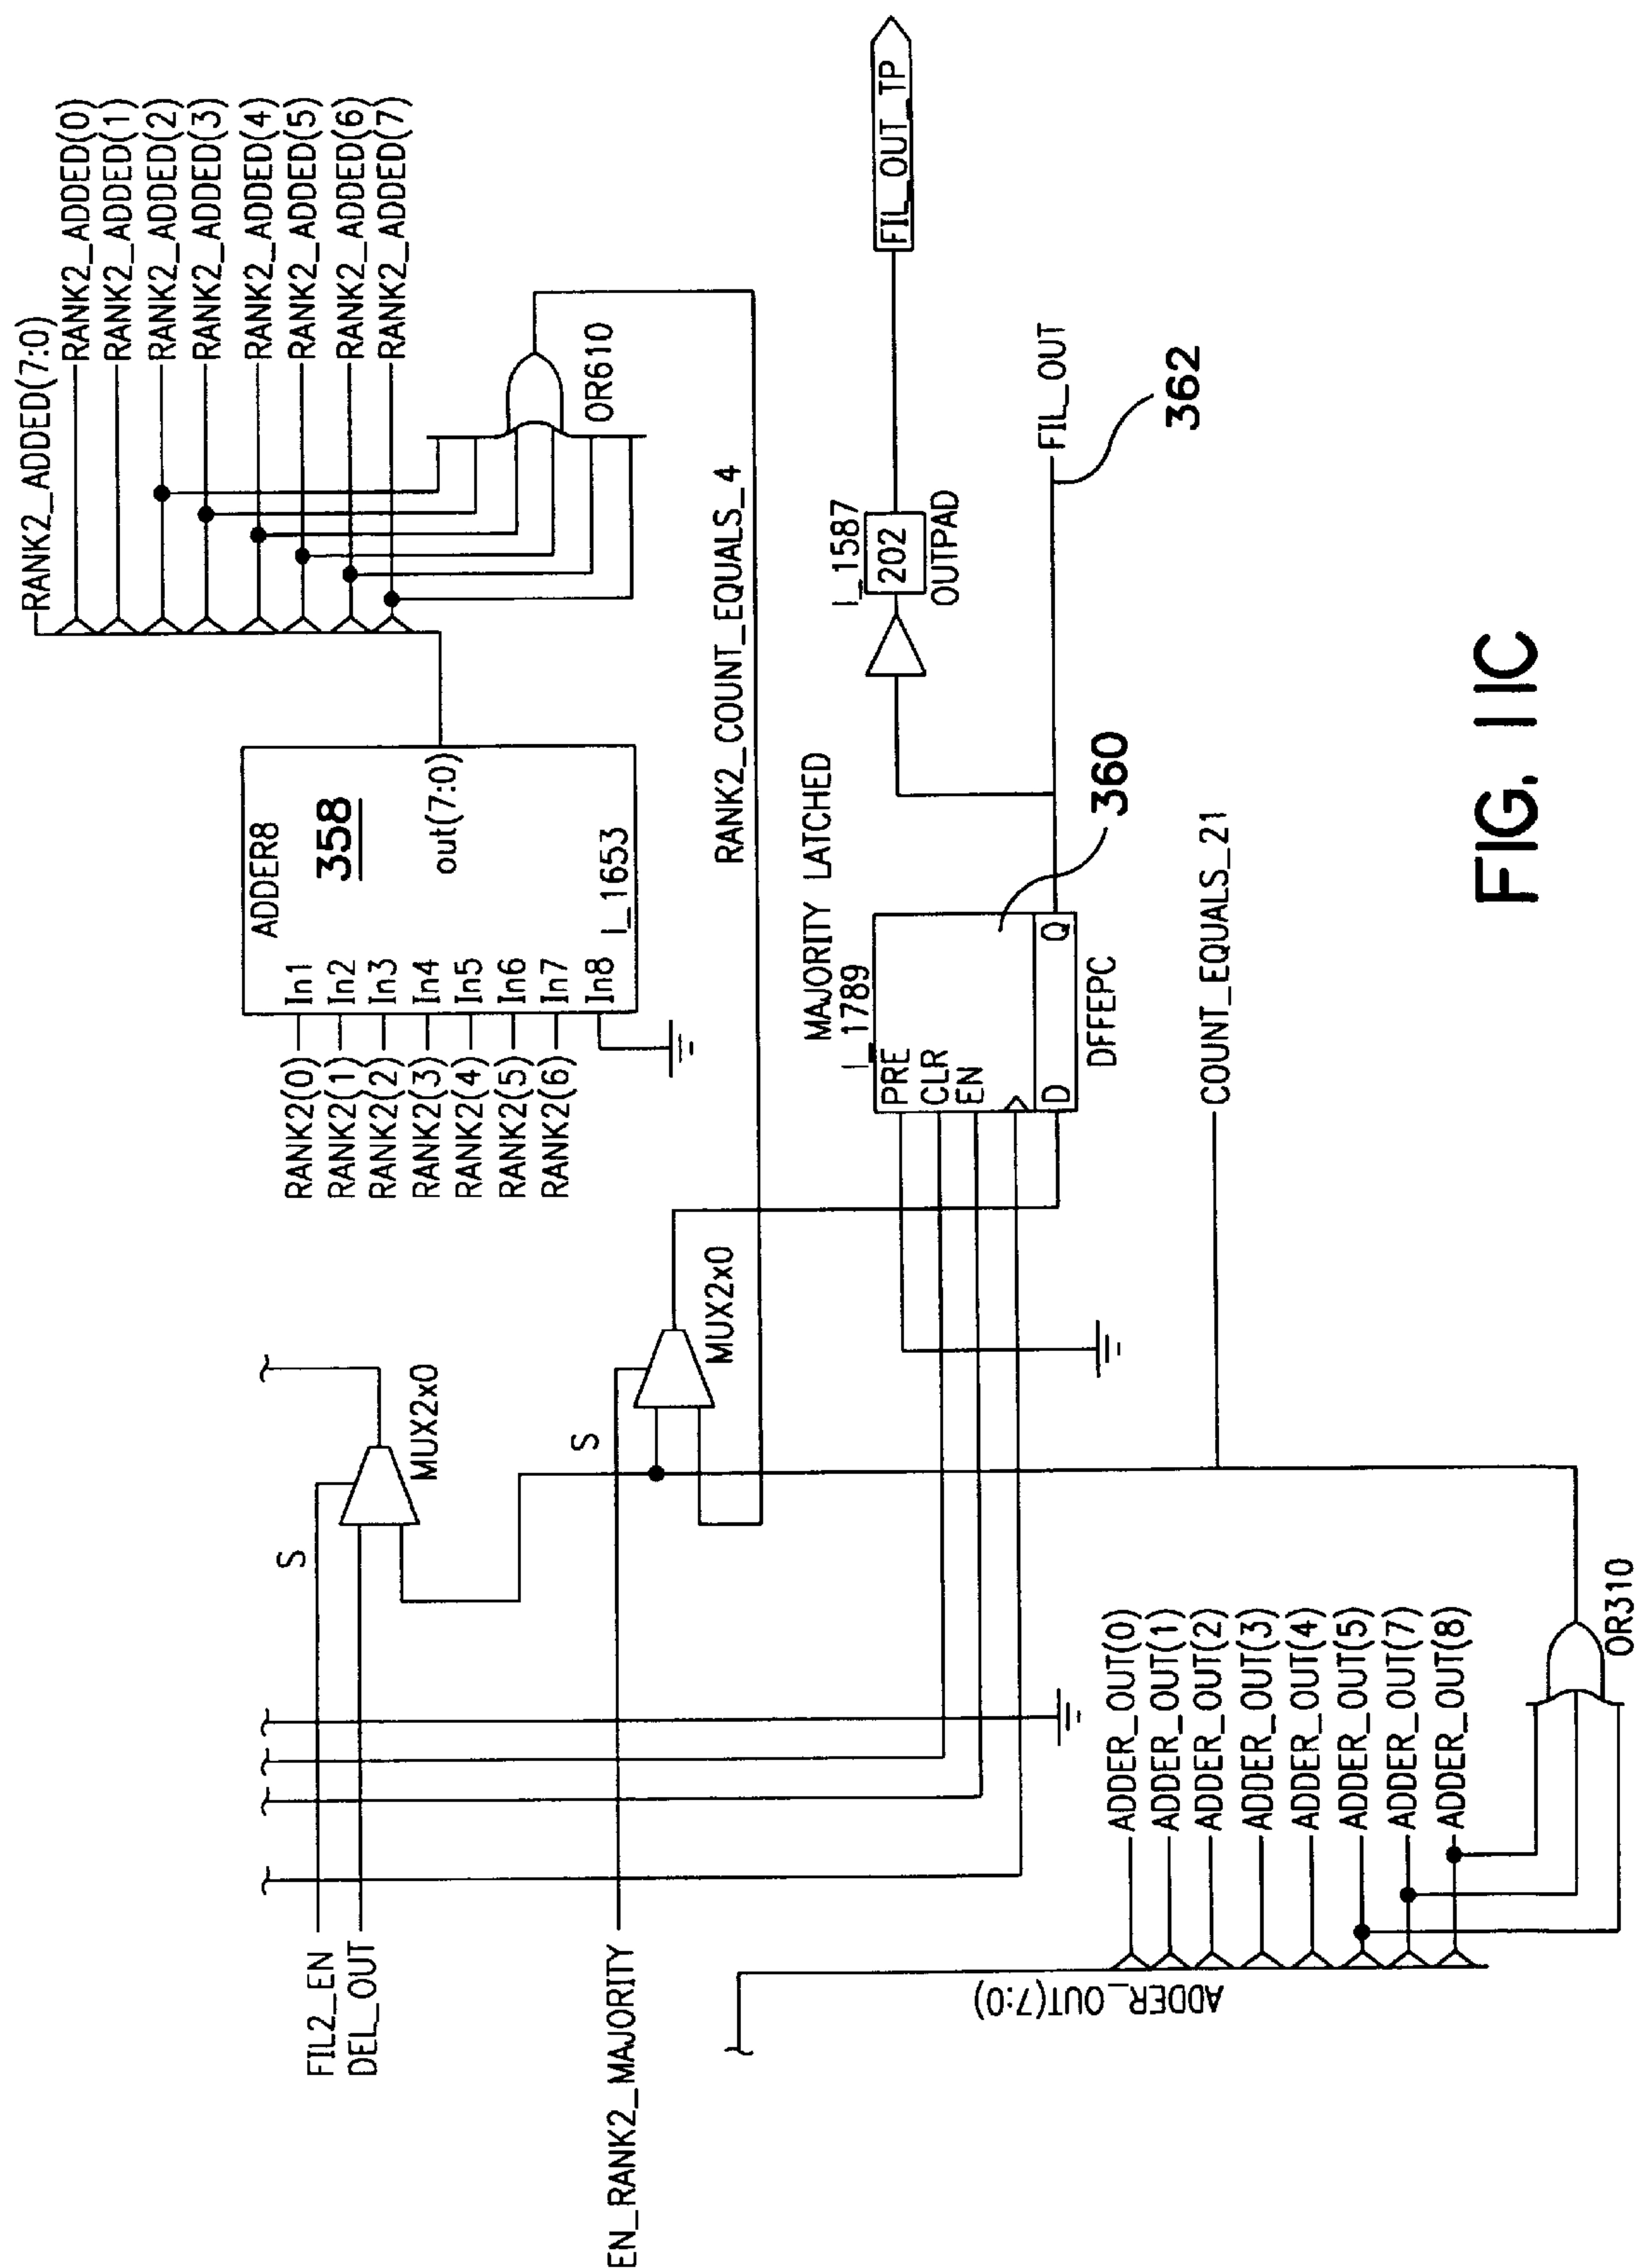 RANK2_ADDED(7:0)
RANK2_ADDED(0)
RANK2_ADDED(1)
RANK2_ADDED(2)
RANK2_ADDED(3)
RANK2_ADDED(4)
RANK2_ADDED(5)
RANK2_ADDED(6)
RANK2_ADDED(7)
OR610
ADDER8
358
out(7:0)
I_1653
In1
In2
In3
In4
In5
In6
In7
In8
RANK2(0)
RANK2(1)
RANK2(2)
RANK2(3)
RANK2(4)
RANK2(5)
RANK2(6)
RANK2_COUNT_EQUALS_4
FIL2_EN
DEL_OUT
S
MUX2x0
EN_RANK2_MAJORITY
S
MUX2x0
MAJORITY LATCHED
I_1789
PRE
CLR
EN
D
Q
DFFEPC
360
I_1587
202
OUTPAD
FIL_OUT_TP
FIL_OUT
362
COUNT_EQUALS_21
ADDER_OUT(7:0)
ADDER_OUT(0)
ADDER_OUT(1)
ADDER_OUT(2)
ADDER_OUT(3)
ADDER_OUT(4)
ADDER_OUT(5)
ADDER_OUT(7)
ADDER_OUT(8)
OR310
FIG. 11C